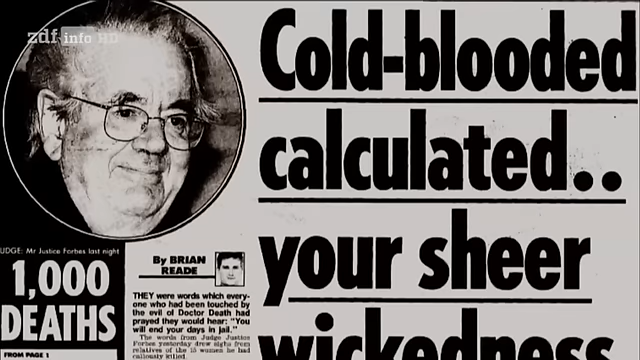 zdf info HD
Cold-blooded
calculated..
your sheer
wickedness
JUDGE: Mr Justice Forbes last night
1,000
DEATHS
FROM PAGE 1
By BRIAN
READE
THEY were words which every-
one who had been touched by
the evil of Doctor Death had
prayed they would hear: "You
will end your days in jail."
The words from Judge Justice
Forbes yesterday drew sighs from
relatives of the 15 women he had
callously killed